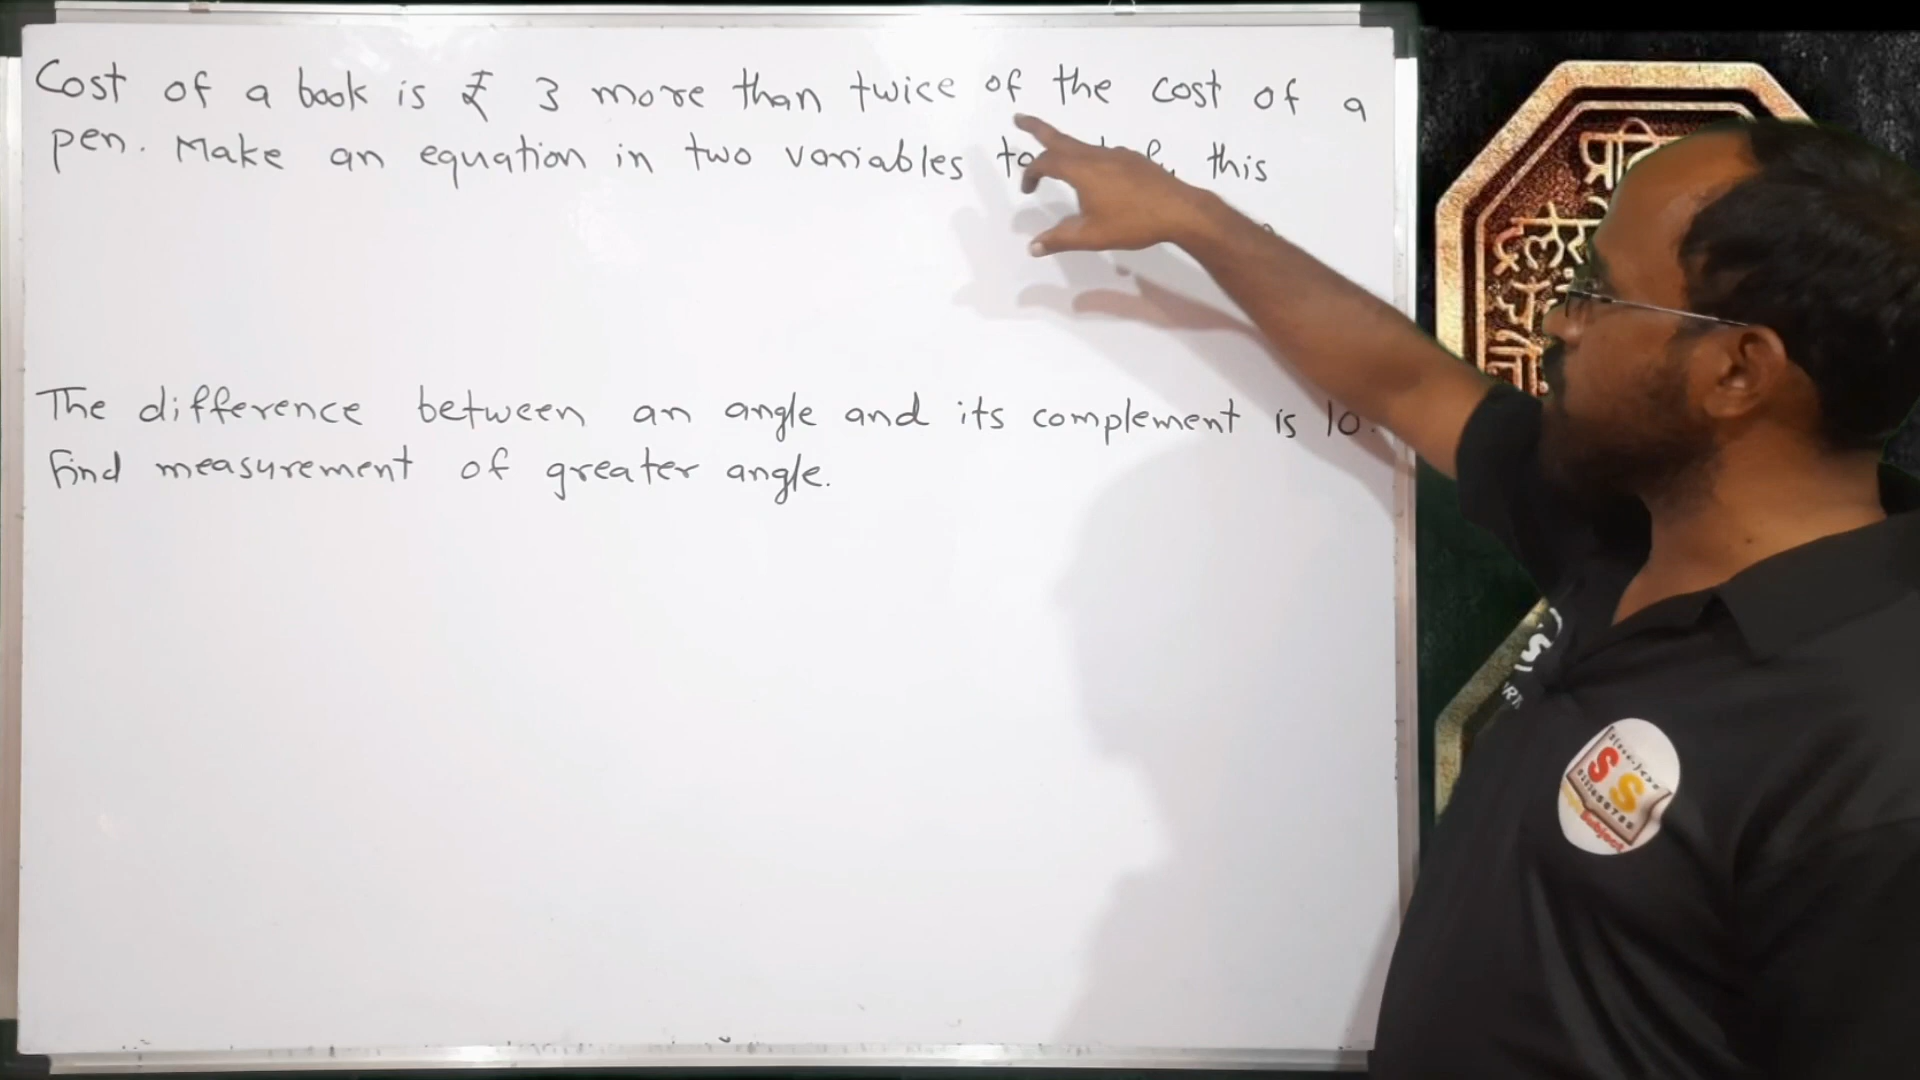 Cost of a book is ₹ 3 more than twice of the cost of a
pen. Make an equation in two variables this
The difference between an angle and its complement is 10.
Find measurement of greater angle.
S S
Subject